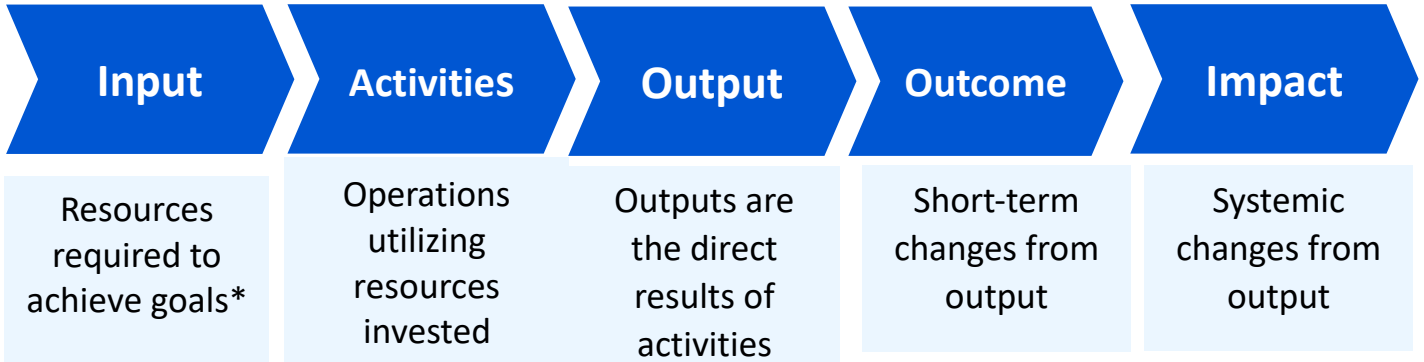 Input
Activities
Output
Outcome
Impact
Resources
required to
achieve goals*
Operations
utilizing
resources
invested
Outputs are
the direct
results of
activities
Short-term
changes from
output
Systemic
changes from
output